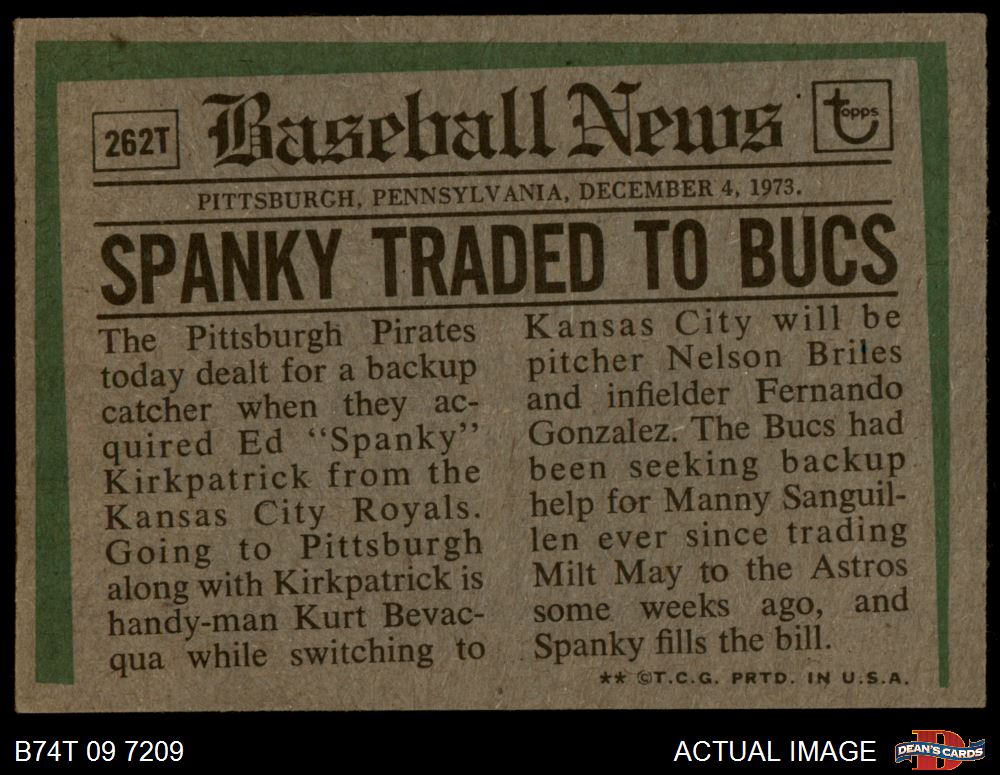 262T
Baseball News
topps
PITTSBURGH, PENNSYLVANIA, DECEMBER 4, 1973.
SPANKY TRADED TO BUCS
The Pittsburgh Pirates
today dealt for a backup
catcher when they ac-
quired Ed "Spanky"
Kirkpatrick from the
Kansas City Royals.
Going to Pittsburgh
along with Kirkpatrick is
handy-man Kurt Bevac-
qua while switching to
Kansas City will be
pitcher Nelson Briles
and infielder Fernando
Gonzalez. The Bucs had
been seeking backup
help for Manny Sanguil-
len ever since trading
Milt May to the Astros
some weeks ago, and
Spanky fills the bill.
** ©T.C.G. PRTD. IN U.S.A.
B74T 09 7209
ACTUAL IMAGE
DEAN'S CARDS